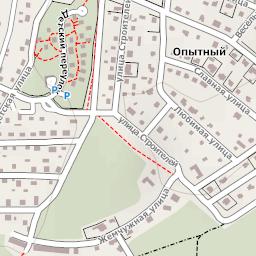 Детский переулок
улица Строителей
Опытный
Славная улица
Любимая улица
улица Строителей
Жемчужная улица
P
P